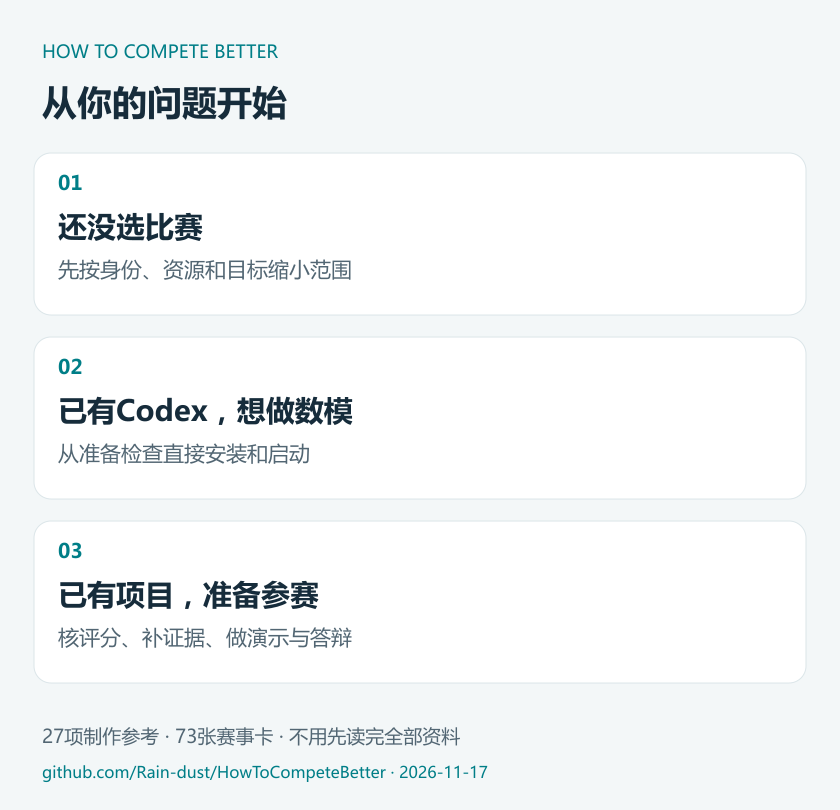 HOW TO COMPETE BETTER
从你的问题开始
01
还没选比赛
先按身份、资源和目标缩小范围
02
已有Codex，想做数模
从准备检查直接安装和启动
03
已有项目，准备参赛
核评分、补证据、做演示与答辩
27项制作参考 · 73张赛事卡 · 不用先读完全部资料
github.com/Rain-dust/HowToCompeteBetter · 2026-11-17